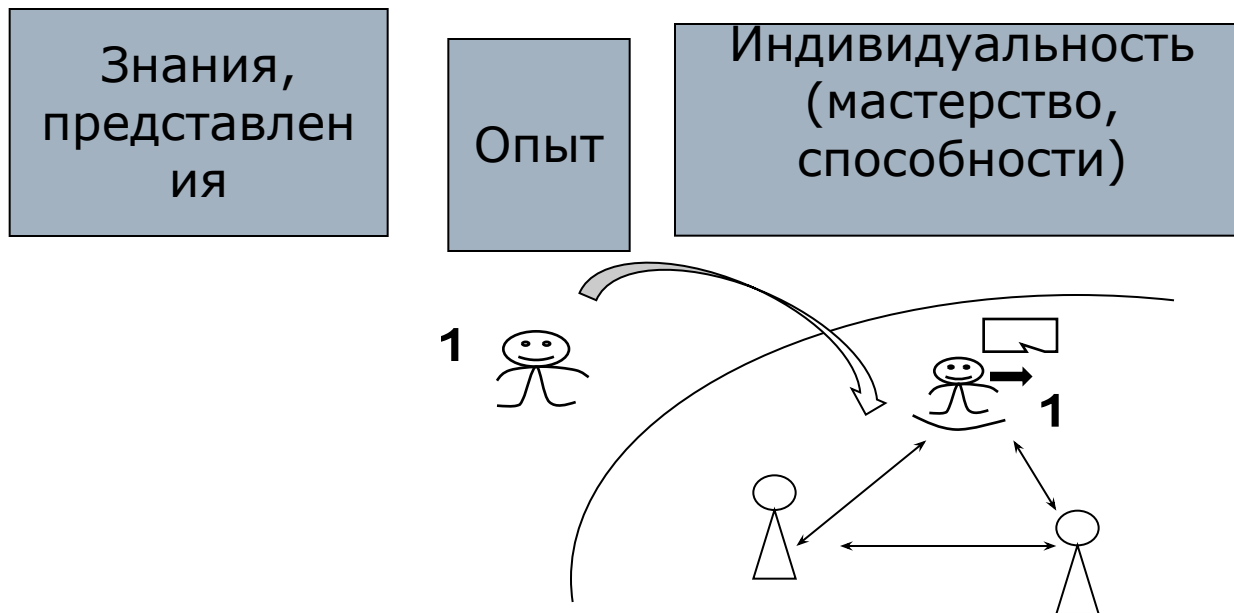 Знания,
представлен
ия
Опыт
Индивидуальность
(мастерство,
способности)
1
1